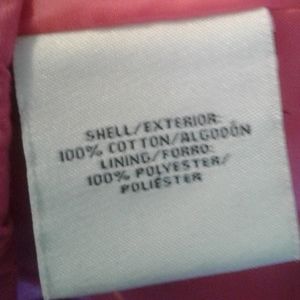 SHELL/EXTERIOR:
100% COTTON/ALGODÓN
LINING/FORRO:
100% POLYESTER/
POLIÉSTER